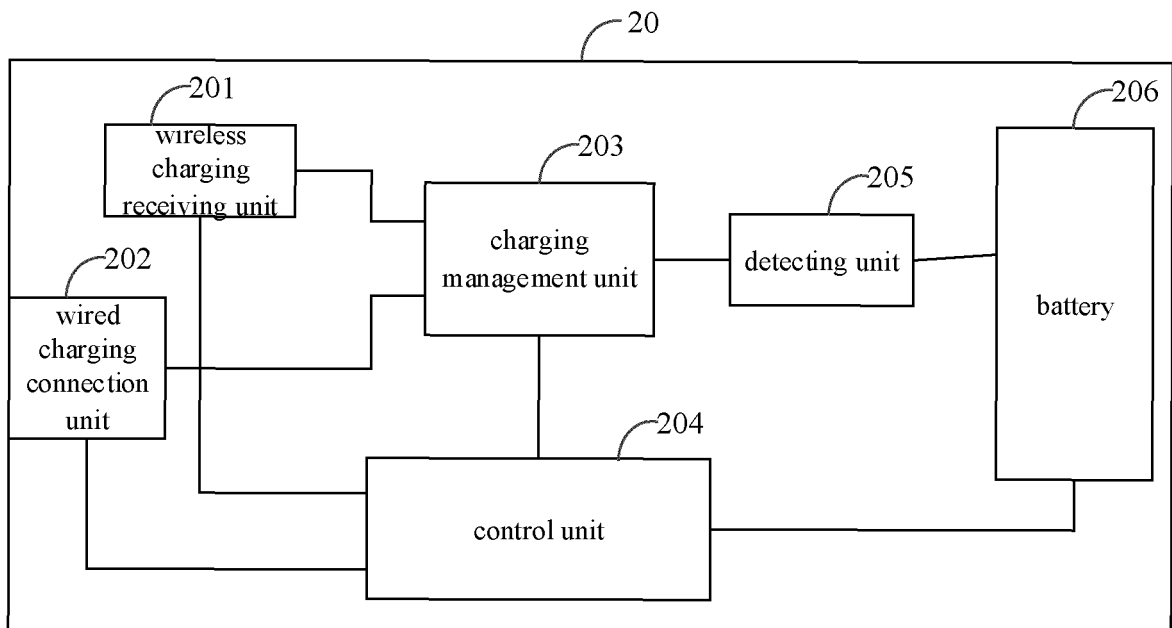 20
201
wireless
charging
receiving unit
202
wired
charging
connection
unit
203
charging
management unit
204
control unit
205
detecting unit
206
battery